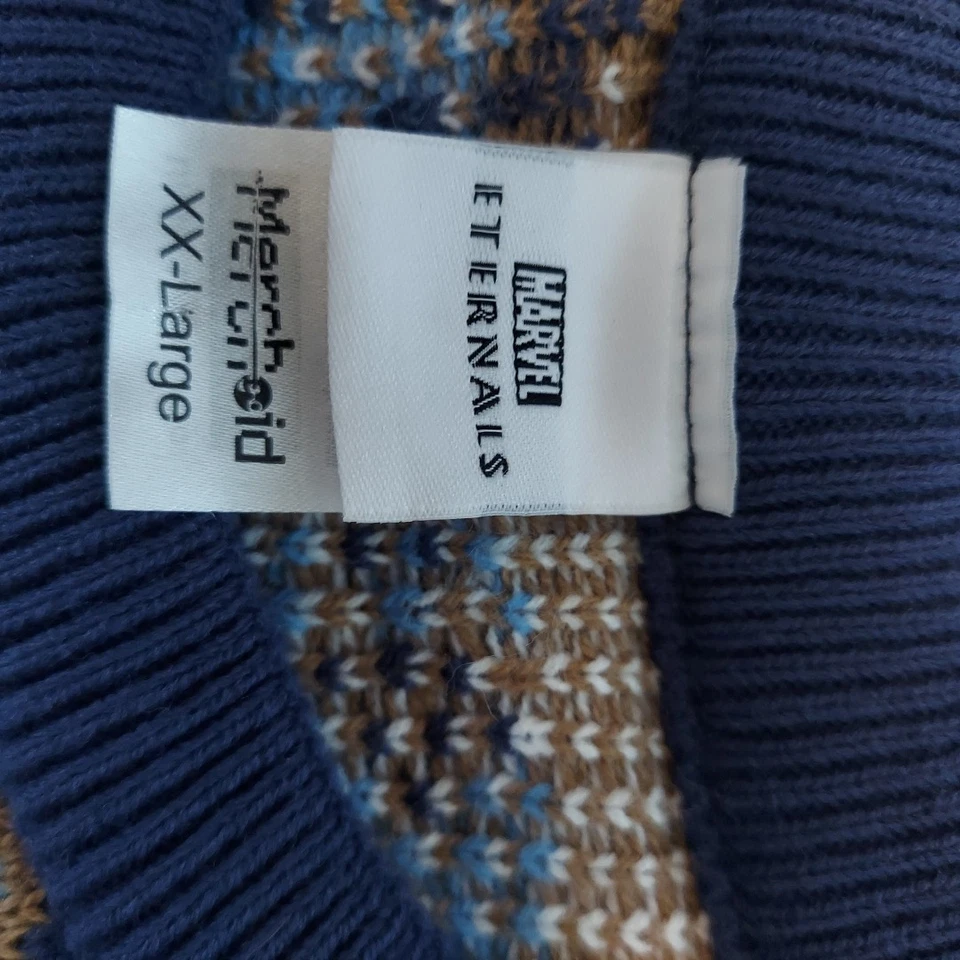 MARVEL
ETERNALS
Merchoid
XX-Large